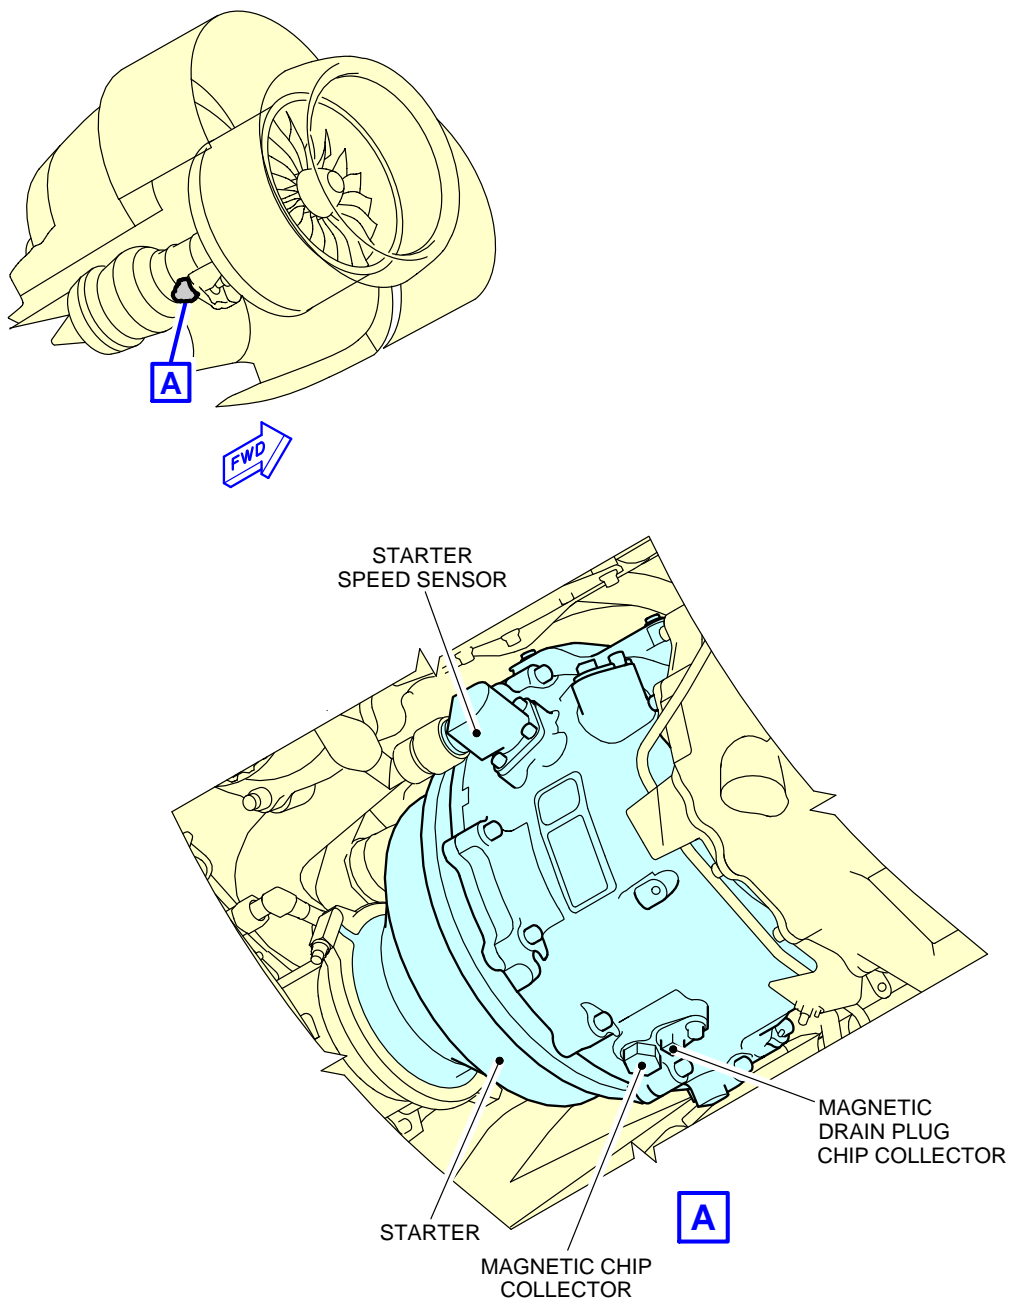 A
FWD
STARTER
SPEED SENSOR
MAGNETIC
DRAIN PLUG
CHIP COLLECTOR
A
STARTER
MAGNETIC CHIP
COLLECTOR